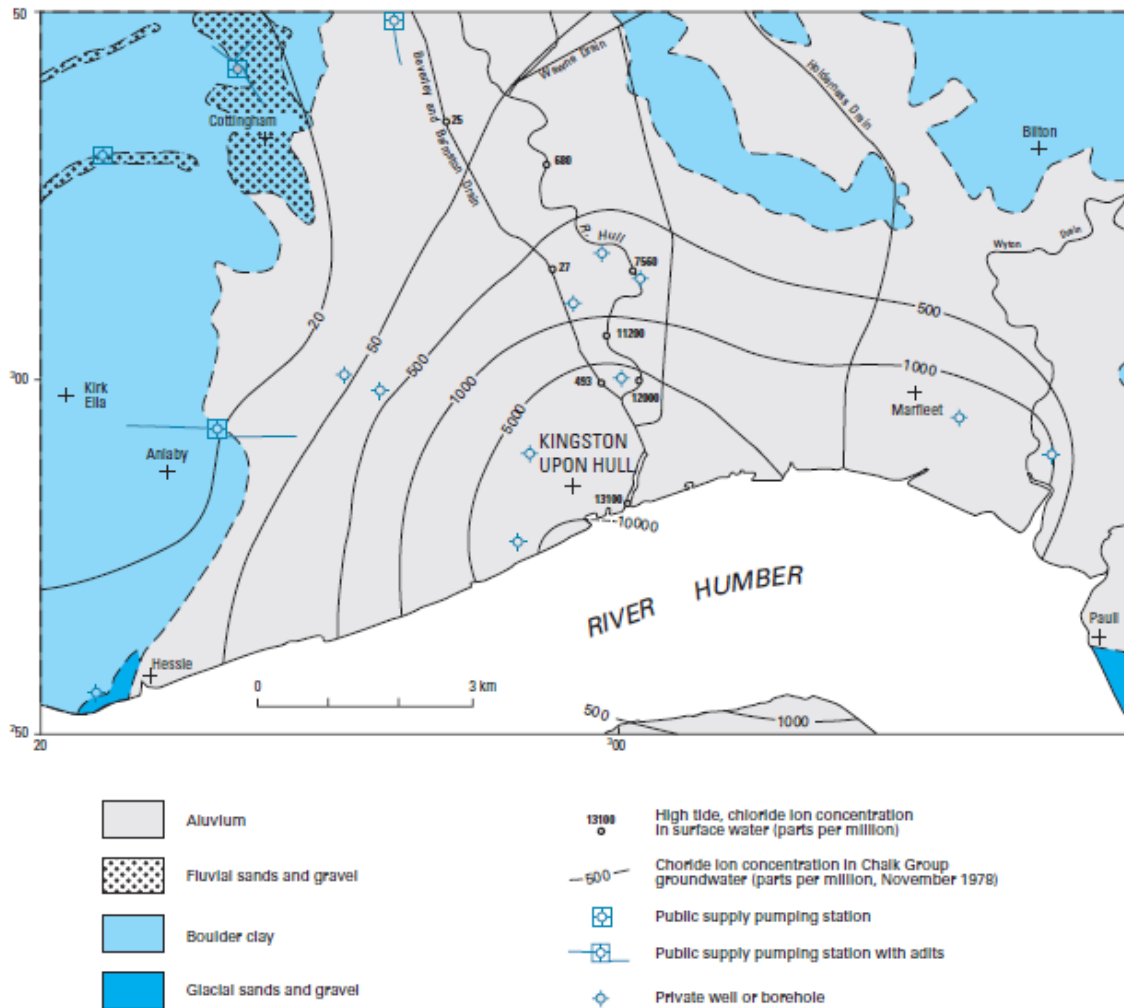 50
Beverley and Barmston Drain
Wawne Drain
Holderness Drain
Cottingham
25
Bilton
680
R. Hull
Wyton Drain
27
7560
20
50
500
500
11200
1000
1000
³00
Kirk
Ella
493
12000
Marfleet
5000
KINGSTON
UPON HULL
Anlaby
13100
10000
RIVER HUMBER
Paull
Hessle
0
3 km
500
1000
²50
20
³00
Aluvium
13100
High tide, chloride ion concentration
in surface water (parts per million)
Fluvial sands and gravel
500
Choride ion concentration in Chalk Group
groundwater (parts per million, November 1978)
Public supply pumping station
Boulder clay
Public supply pumping station with adits
Glacial sands and gravel
Private well or borehole